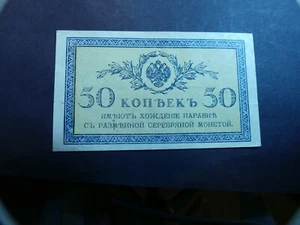 50 КОПѢЕКЪ 50
ИМѢЮТЪ ХОЖДЕНІЕ НАРАВНѢ
СЪ РАЗМѢННОЙ СЕРЕБРЯНОЙ МОНЕТОЙ.